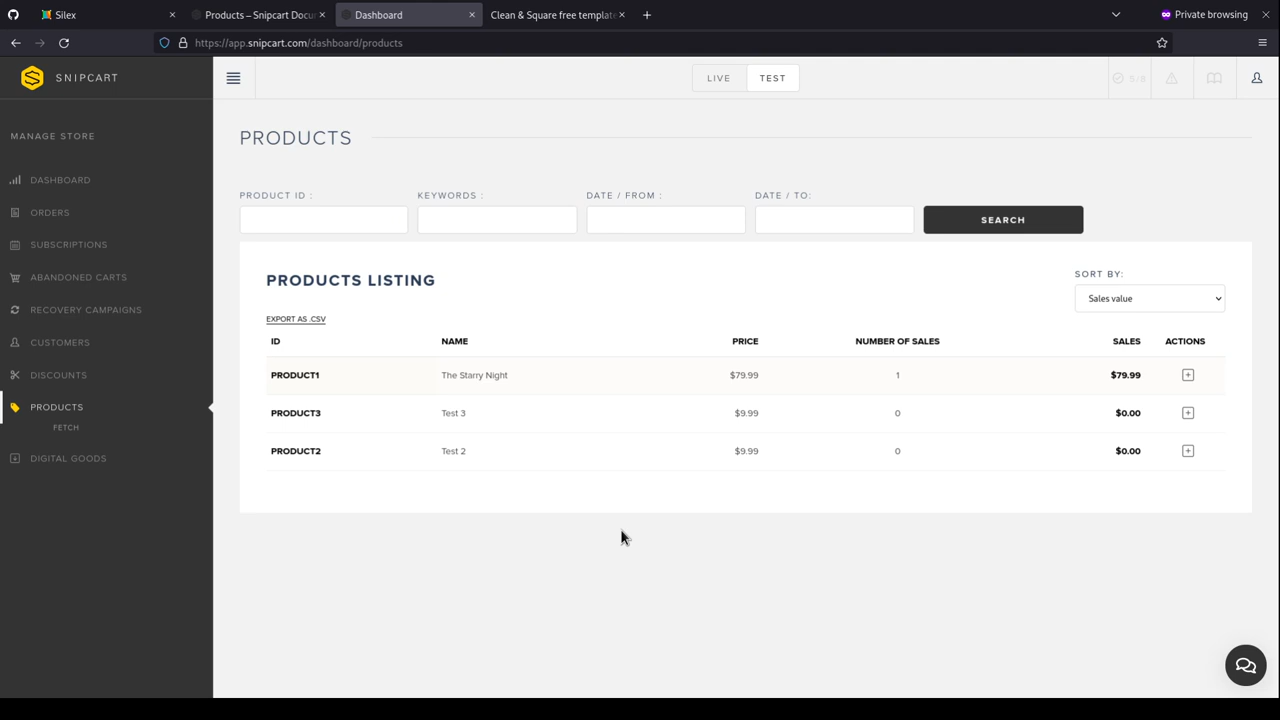 Silex
Products – Snipcart Docu
Dashboard
Clean & Square free template
Private browsing
https://app.snipcart.com/dashboard/products
SNIPCART
LIVE
TEST
5/8
MANAGE STORE
DASHBOARD
ORDERS
SUBSCRIPTIONS
ABANDONED CARTS
RECOVERY CAMPAIGNS
CUSTOMERS
DISCOUNTS
PRODUCTS
FETCH
DIGITAL GOODS
PRODUCTS
PRODUCT ID :
KEYWORDS :
DATE / FROM :
DATE / TO:
SEARCH
PRODUCTS LISTING
SORT BY:
Sales value
EXPORT AS .CSV
ID NAME PRICE NUMBER OF SALES SALES ACTIONS
PRODUCT1 The Starry Night $79.99 1 $79.99
PRODUCT3 Test 3 $9.99 0 $0.00
PRODUCT2 Test 2 $9.99 0 $0.00